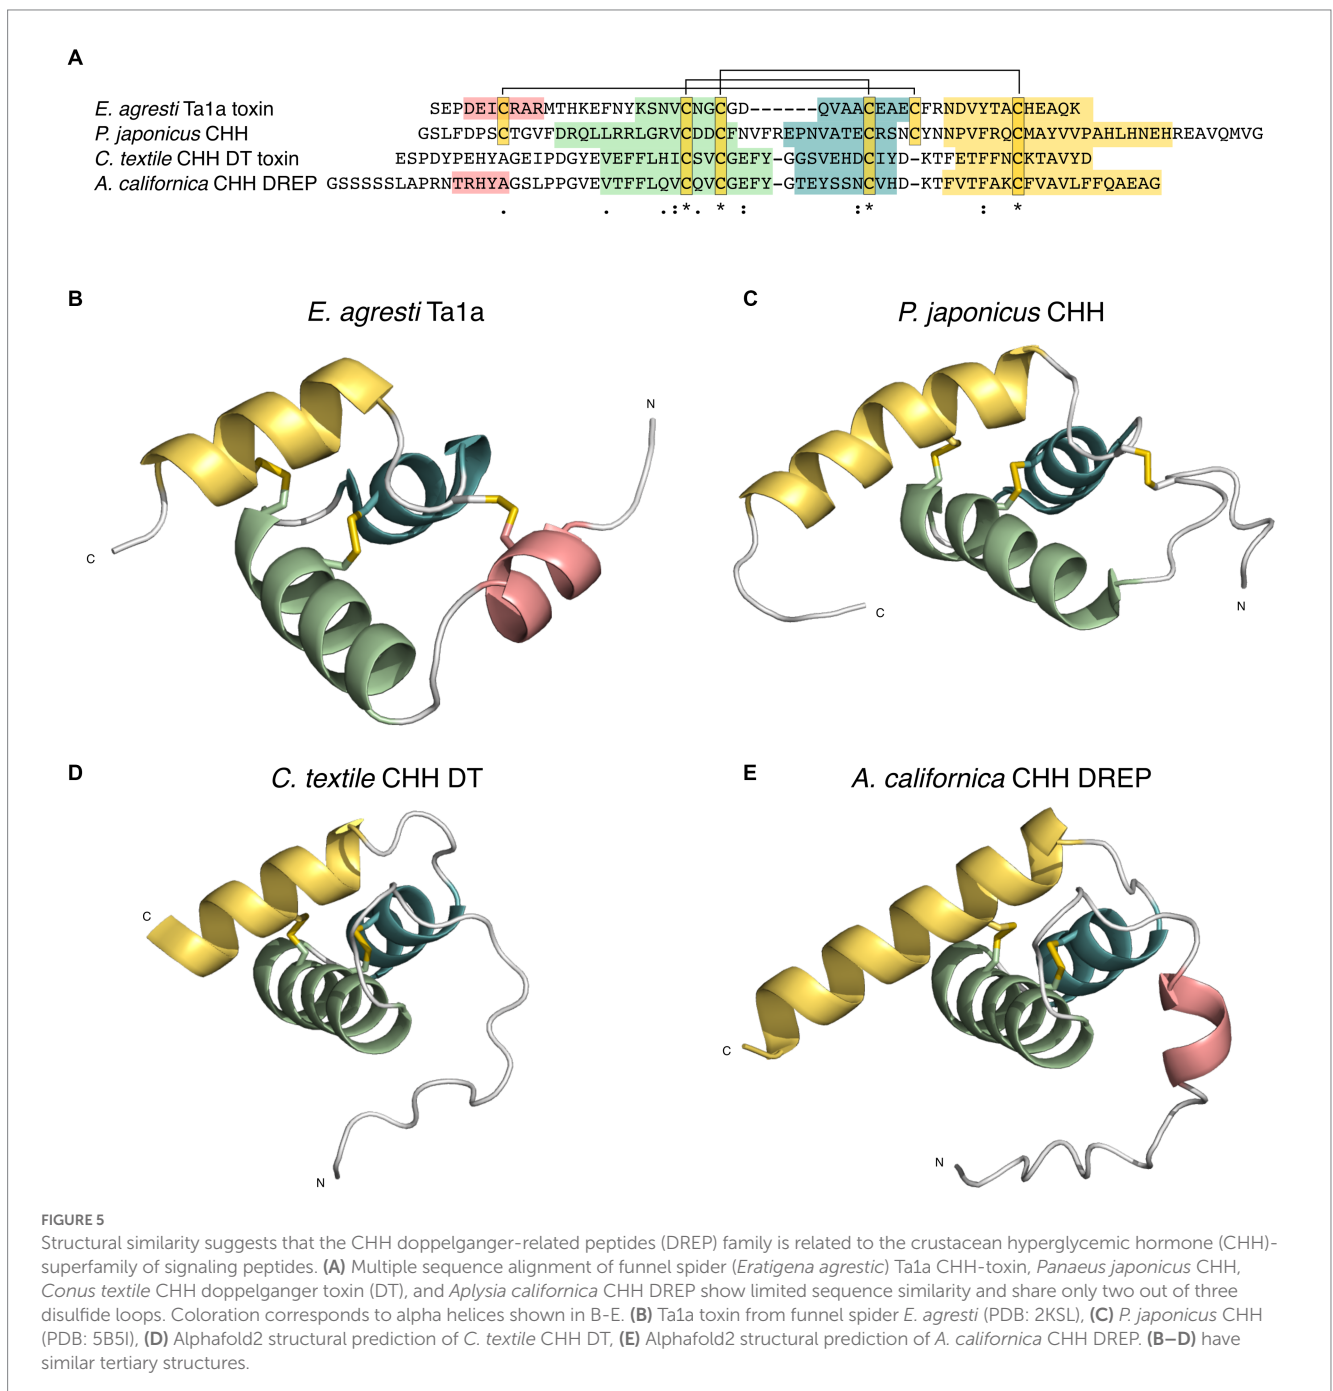 A
E. agresti Ta1a toxin SEPDEICRARMTHKEFNYKSNVCNGCGD------QVAACEAECFRNDVYTACHEAQK
P. japonicus CHH GSLFDPSCTGVFDRQLLRRLGRVCDDCFNVFREPNVATECRSNCYNNPVFRQCMAYVVPAHLHNEHREAVQMVG
C. textile CHH DT toxin ESPDYPEHYAGEIPDGYEVEFFLHICSVCGEFY-GGSVEHDCIYD-KTFETFFNCKTAVYD
A. californica CHH DREP GSSSSSLAPRNTRHYAGSLPPGVEVTFFLQVCQVCGEFY-GTEYSSNCVHD-KTFVTFAKCFVAVLFFQAEAG
. . .:*.* : :* : *
B
E. agresti Ta1a
C
P. japonicus CHH
N
C
C
N
D
C. textile CHH DT
E
A. californica CHH DREP
C
N
C
N
FIGURE 5
Structural similarity suggests that the CHH doppelganger-related peptides (DREP) family is related to the crustacean hyperglycemic hormone (CHH)-
superfamily of signaling peptides. (A) Multiple sequence alignment of funnel spider (Eratigena agrestic) Ta1a CHH-toxin, Panaeus japonicus CHH,
Conus textile CHH doppelganger toxin (DT), and Aplysia californica CHH DREP show limited sequence similarity and share only two out of three
disulfide loops. Coloration corresponds to alpha helices shown in B-E. (B) Ta1a toxin from funnel spider E. agresti (PDB: 2KSL), (C) P. japonicus CHH
(PDB: 5B5I), (D) Alphafold2 structural prediction of C. textile CHH DT, (E) Alphafold2 structural prediction of A. californica CHH DREP. (B–D) have
similar tertiary structures.